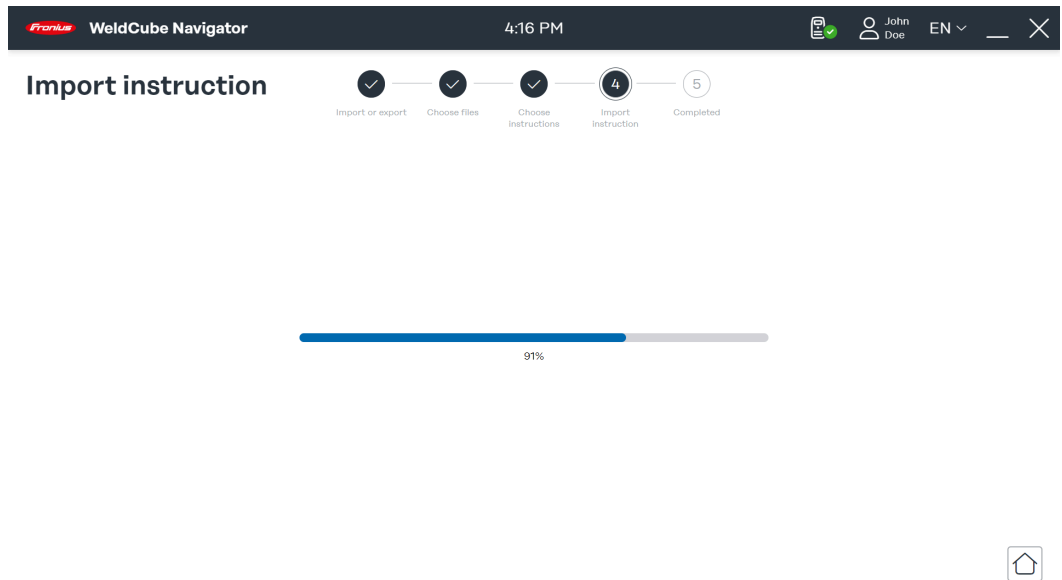 Fronius WeldCube Navigator 4:16 PM John Doe EN
Import instruction
4 5
Import or export Choose files Choose instructions Import instruction Completed
91%